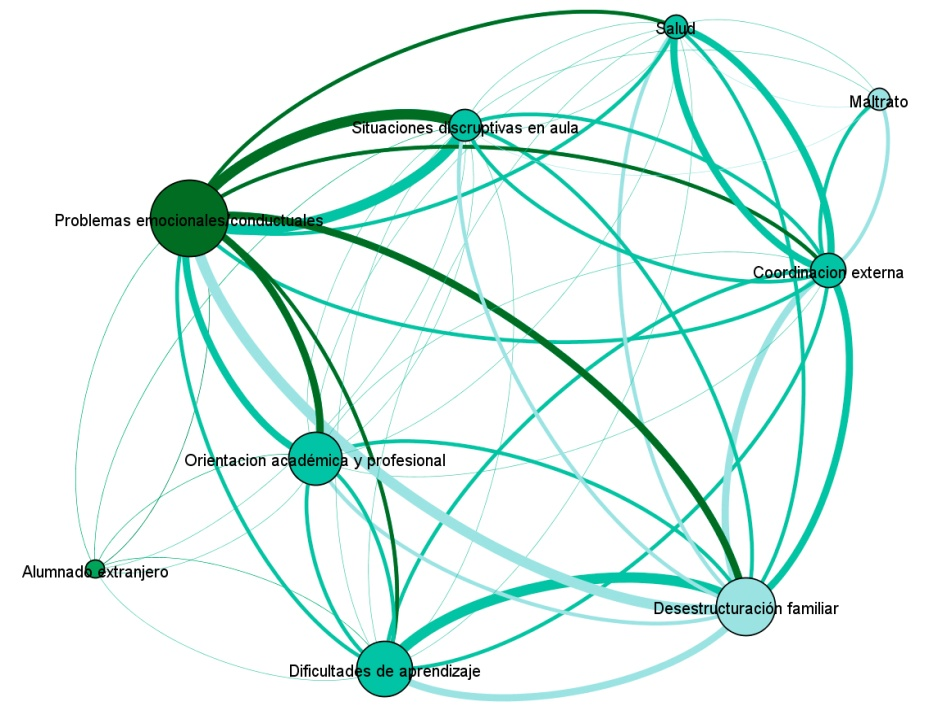 Salud
Maltrato
Situaciones discruptivas en aula
Problemas emocionales/conductuales
Coordinacion externa
Orientacion académica y profesional
Alumnado extranjero
Desestructuración familiar
Dificultades de aprendizaje